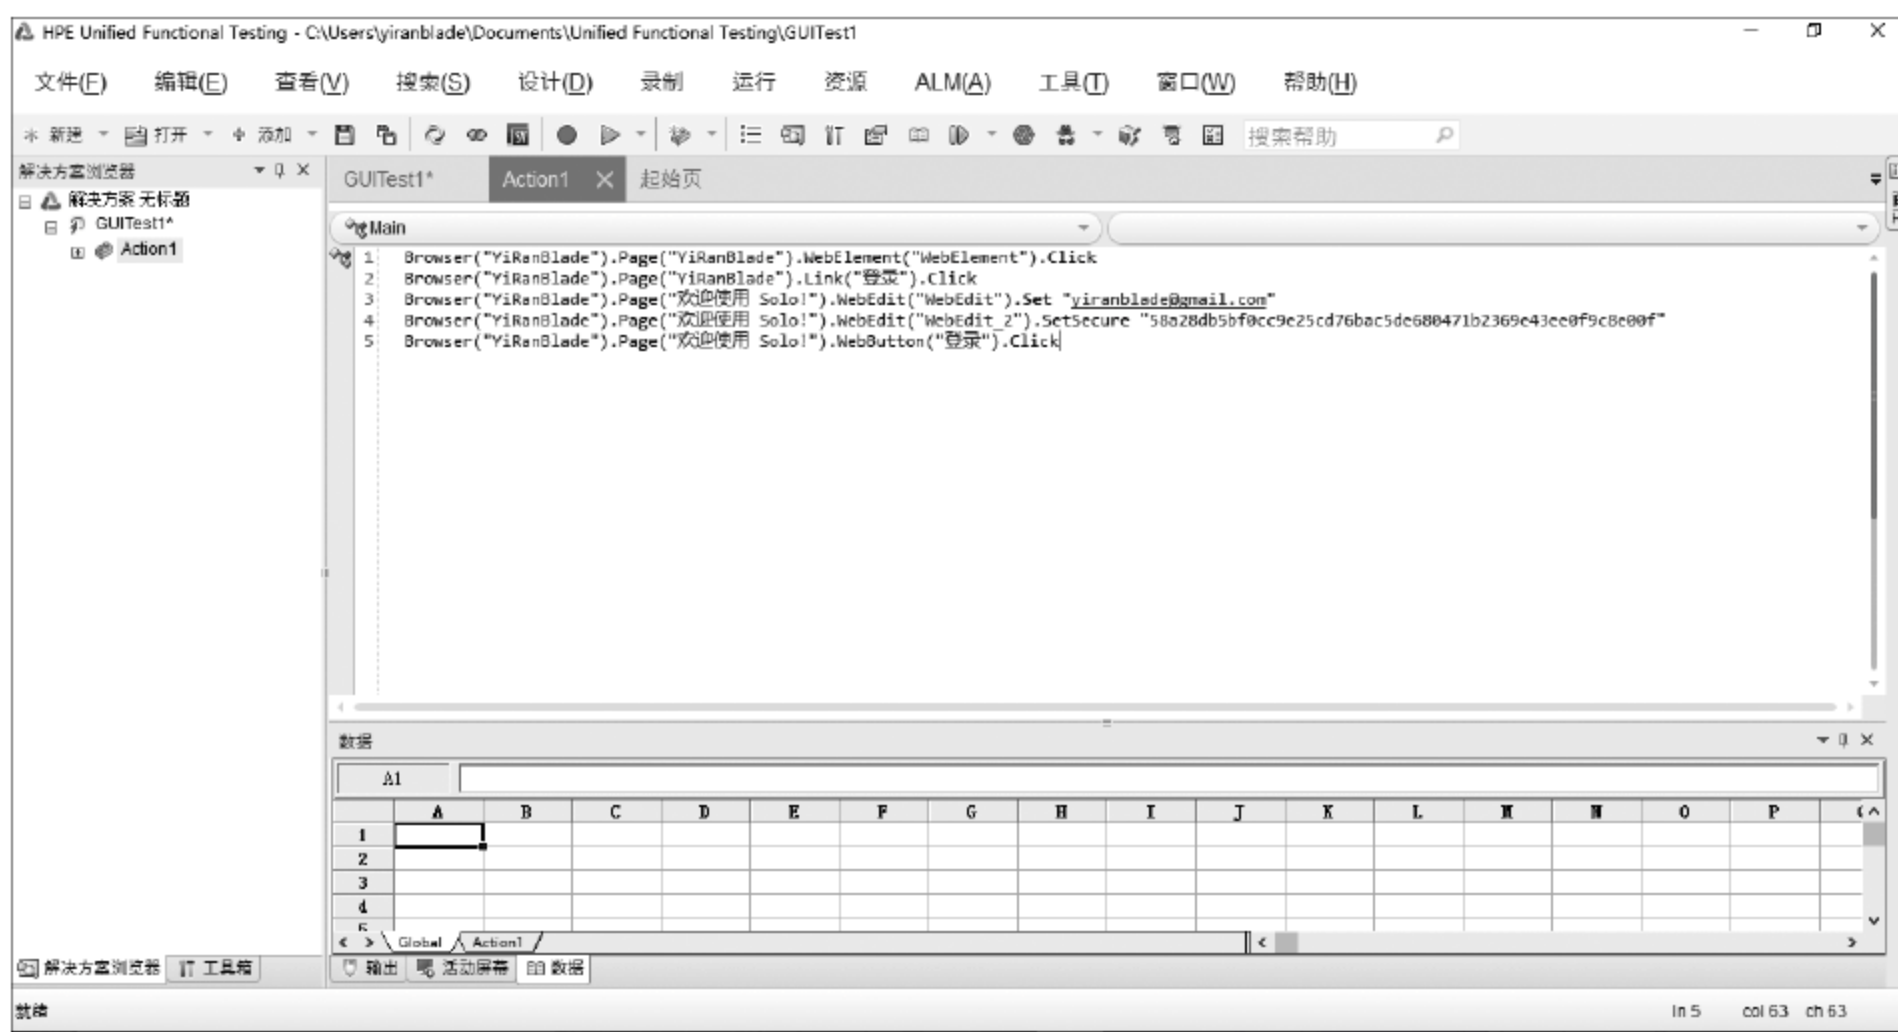 HPE Unified Functional Testing - C:\Users\yiranblade\Documents\Unified Functional Testing\GUITest1
文件(F) 编辑(E) 查看(V) 搜索(S) 设计(D) 录制 运行 资源 ALM(A) 工具(T) 窗口(W) 帮助(H)
新建 打开 添加 搜索帮助
解决方案浏览器
解决方案 无标题
GUITest1*
Action1
GUITest1* Action1 起始页
Main
1 Browser("YiRanBlade").Page("YiRanBlade").WebElement("WebElement").Click
2 Browser("YiRanBlade").Page("YiRanBlade").Link("登录").Click
3 Browser("YiRanBlade").Page("欢迎使用 Solo!").WebEdit("WebEdit").Set "yiranblade@gmail.com"
4 Browser("YiRanBlade").Page("欢迎使用 Solo!").WebEdit("WebEdit_2").SetSecure "58a28db5bf0cc9e25cd76bac5de680471b2369e43ee0f9c8e00f"
5 Browser("YiRanBlade").Page("欢迎使用 Solo!").WebButton("登录").Click
数据
A1
A B C D E F G H I J K L M N O P
1
2
3
4
5
Global Action1
解决方案浏览器 工具箱
输出 活动屏幕 数据
就绪
ln 5 col 63 ch 63